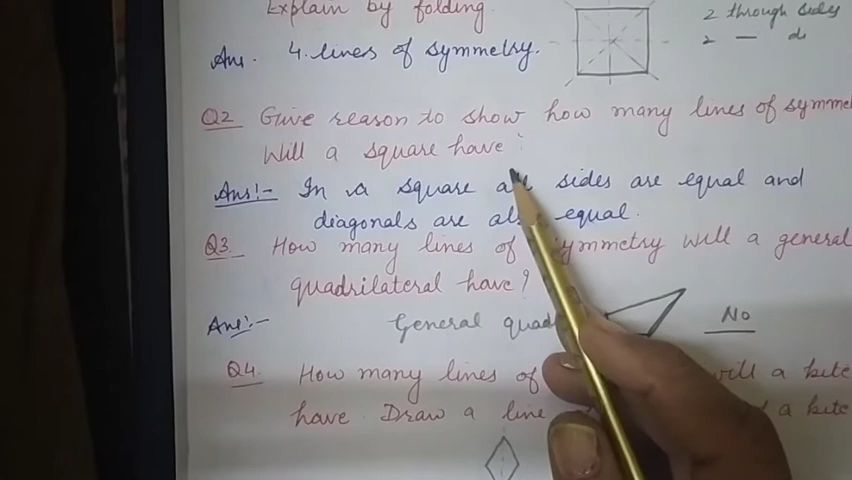 Explain by folding.
2 through sides
Ans. 4 lines of symmetry.
2 — di
Q2 Give reason to show how many lines of symme
Will a square have?
Ans:- In a square all sides are equal and
diagonals are also equal.
Q3. How many lines of symmetry will a general
quadrilateral have?
Ans:- General quad No
Q4. How many lines of will a kite
have. Draw a line a kite